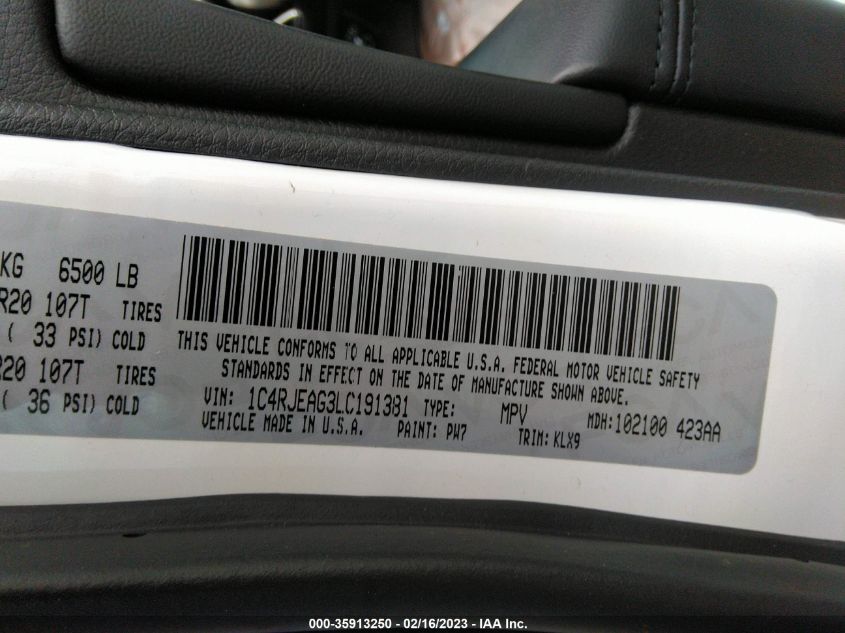 KG 6500 LB
R20 107T TIRES
( 33 PSI) COLD
R20 107T TIRES
( 36 PSI) COLD
THIS VEHICLE CONFORMS TO ALL APPLICABLE U.S.A. FEDERAL MOTOR VEHICLE SAFETY
STANDARDS IN EFFECT ON THE DATE OF MANUFACTURE SHOWN ABOVE.
VIN: 1C4RJEAG3LC191381 TYPE: MPV MDH:102100 423AA
VEHICLE MADE IN U.S.A. PAINT: PW7 TRIM: KLX9
000-35913250 - 02/16/2023 - IAA Inc.